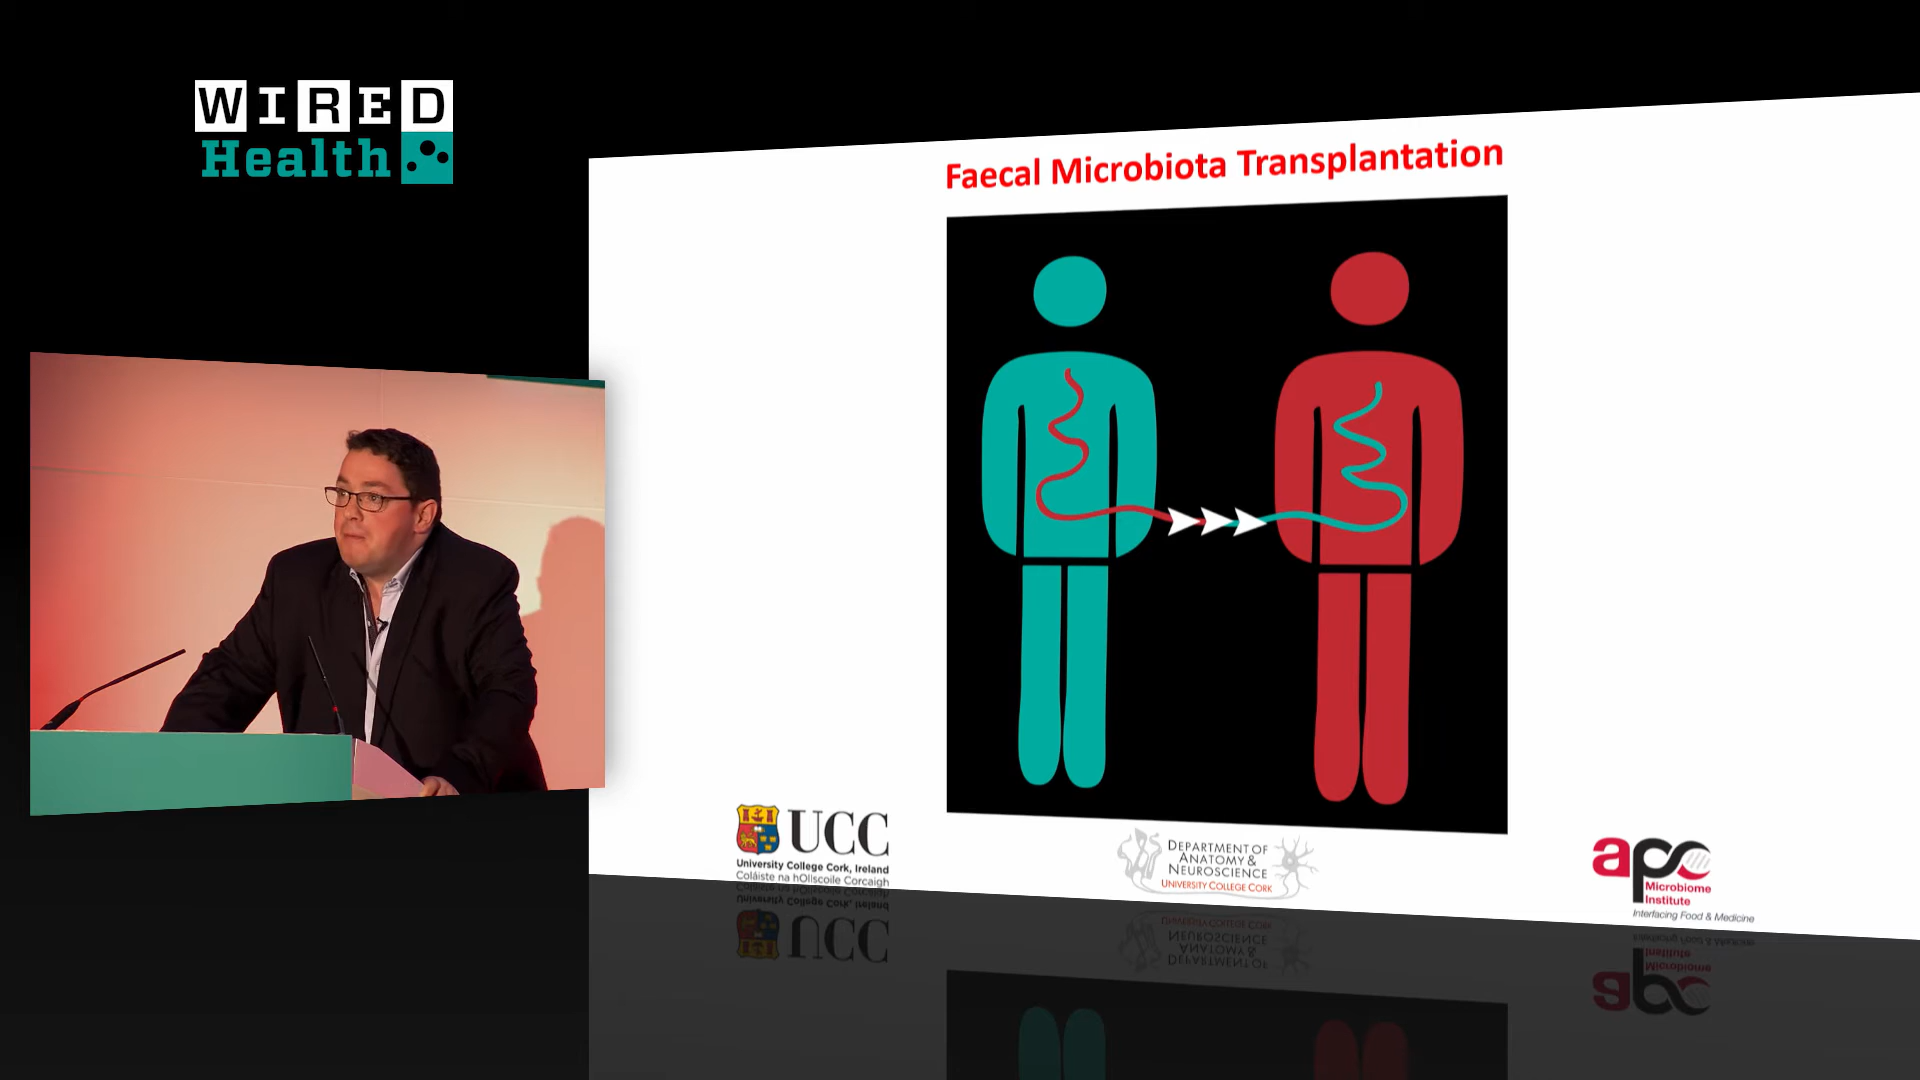 WIRED
Health
Faecal Microbiota Transplantation
UCC
University College Cork, Ireland
Coláiste na hOllscoile Corcaigh
DEPARTMENT OF
ANATOMY &
NEUROSCIENCE
UNIVERSITY COLLEGE CORK
apc
Microbiome
Institute
Interfacing Food & Medicine